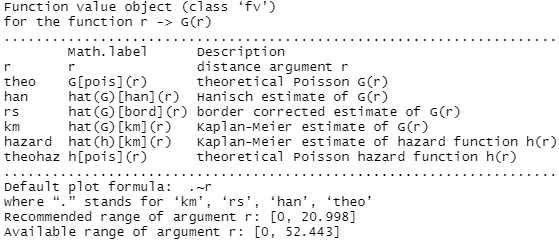 Function value object (class ‘fv’)
for the function r -> G(r)
.....................................................................
Math.label Description
r r distance argument r
theo G[pois](r) theoretical Poisson G(r)
han hat(G)[han](r) Hanisch estimate of G(r)
rs hat(G)[bord](r) border corrected estimate of G(r)
km hat(G)[km](r) Kaplan-Meier estimate of G(r)
hazard hat(h)[km](r) Kaplan-Meier estimate of hazard function h(r)
theohaz h[pois](r) theoretical Poisson hazard function h(r)
.....................................................................
Default plot formula: .~r
where “.” stands for ‘km’, ‘rs’, ‘han’, ‘theo’
Recommended range of argument r: [0, 20.998]
Available range of argument r: [0, 52.443]